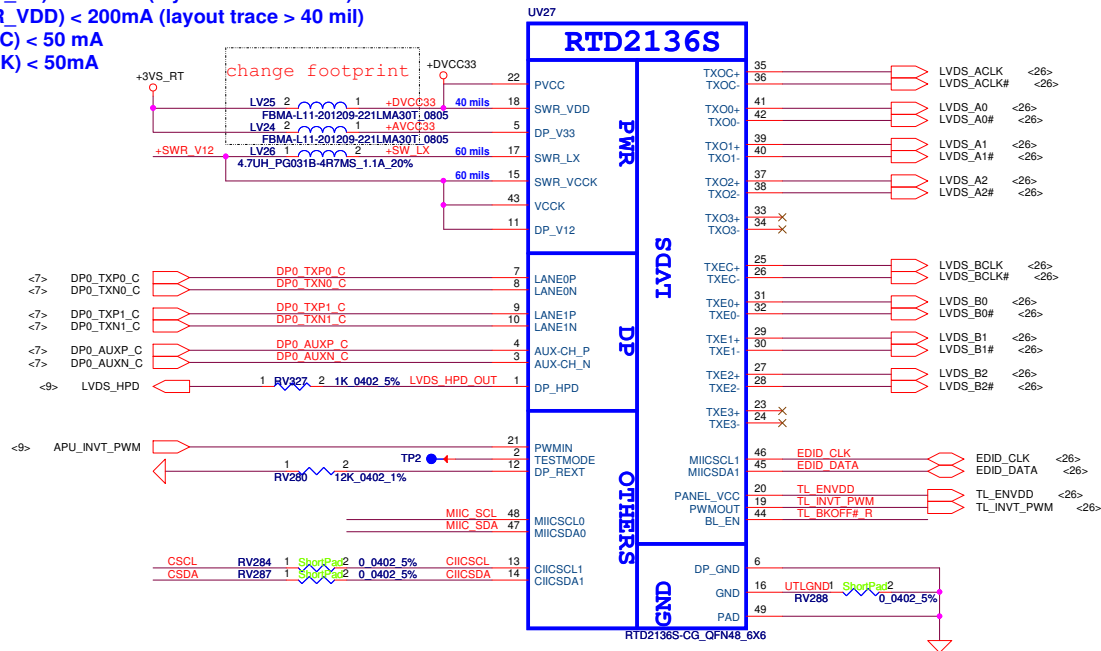 R_VDD) < 200mA (layout trace > 40 mil)
C) < 50 mA
K) < 50mA
UV27
RTD2136S
change footprint
+3VS_RT
+DVCC33
LV25 2 1 +DVCC33 40 mils
FBMA-L11-201209-221LMA30T_0805
LV24 2 1 +AVCC33
FBMA-L11-201209-221LMA30T_0805
+SWR_V12 LV26 1 2 +SW_LX 60 mils
4.7UH_PG031B-4R7MS_1.1A_20%
60 mils
22 PVCC
18 SWR_VDD
5 DP_V33
17 SWR_LX
15 SWR_VCCK
43 VCCK
11 DP_V12
PWR
<7> DP0_TXP0_C DP0_TXP0_C 7 LANE0P
<7> DP0_TXN0_C DP0_TXN0_C 8 LANE0N
<7> DP0_TXP1_C DP0_TXP1_C 9 LANE1P
<7> DP0_TXN1_C DP0_TXN1_C 10 LANE1N
<7> DP0_AUXP_C DP0_AUXP_C 4 AUX-CH_P
<7> DP0_AUXN_C DP0_AUXN_C 3 AUX-CH_N
<9> LVDS_HPD 1 RV327 2 1K_0402_5% LVDS_HPD_OUT 1 DP_HPD
DP
<9> APU_INVT_PWM 21 PWMIN
TP2 2 TESTMODE
1 RV280 2 12K_0402_1% 12 DP_REXT
MIIC_SCL 48 MIICSCL0
MIIC_SDA 47 MIICSDA0
CSCL RV284 1 ShortPad 2 0_0402_5% CIICSCL 13 CIICSCL1
CSDA RV287 1 ShortPad 2 0_0402_5% CIICSDA 14 CIICSDA1
OTHERS
LVDS
TXOC+ 35 LVDS_ACLK <26>
TXOC- 36 LVDS_ACLK# <26>
TXO0+ 41 LVDS_A0 <26>
TXO0- 42 LVDS_A0# <26>
TXO1+ 39 LVDS_A1 <26>
TXO1- 40 LVDS_A1# <26>
TXO2+ 37 LVDS_A2 <26>
TXO2- 38 LVDS_A2# <26>
TXO3+ 33
TXO3- 34
TXEC+ 25 LVDS_BCLK <26>
TXEC- 26 LVDS_BCLK# <26>
TXE0+ 31 LVDS_B0 <26>
TXE0- 32 LVDS_B0# <26>
TXE1+ 29 LVDS_B1 <26>
TXE1- 30 LVDS_B1# <26>
TXE2+ 27 LVDS_B2 <26>
TXE2- 28 LVDS_B2# <26>
TXE3+ 23
TXE3- 24
MIICSCL1 46 EDID_CLK EDID_CLK <26>
MIICSDA1 45 EDID_DATA EDID_DATA <26>
PANEL_VCC 20 TL_ENVDD TL_ENVDD <26>
PWMOUT 19 TL_INVT_PWM TL_INVT_PWM <26>
BL_EN 44 TL_BKOFF#_R
GND
DP_GND 6
GND 16 UTLGND 1 ShortPad 2
RV288 0_0402_5%
PAD 49
RTD2136S-CG_QFN48_6X6